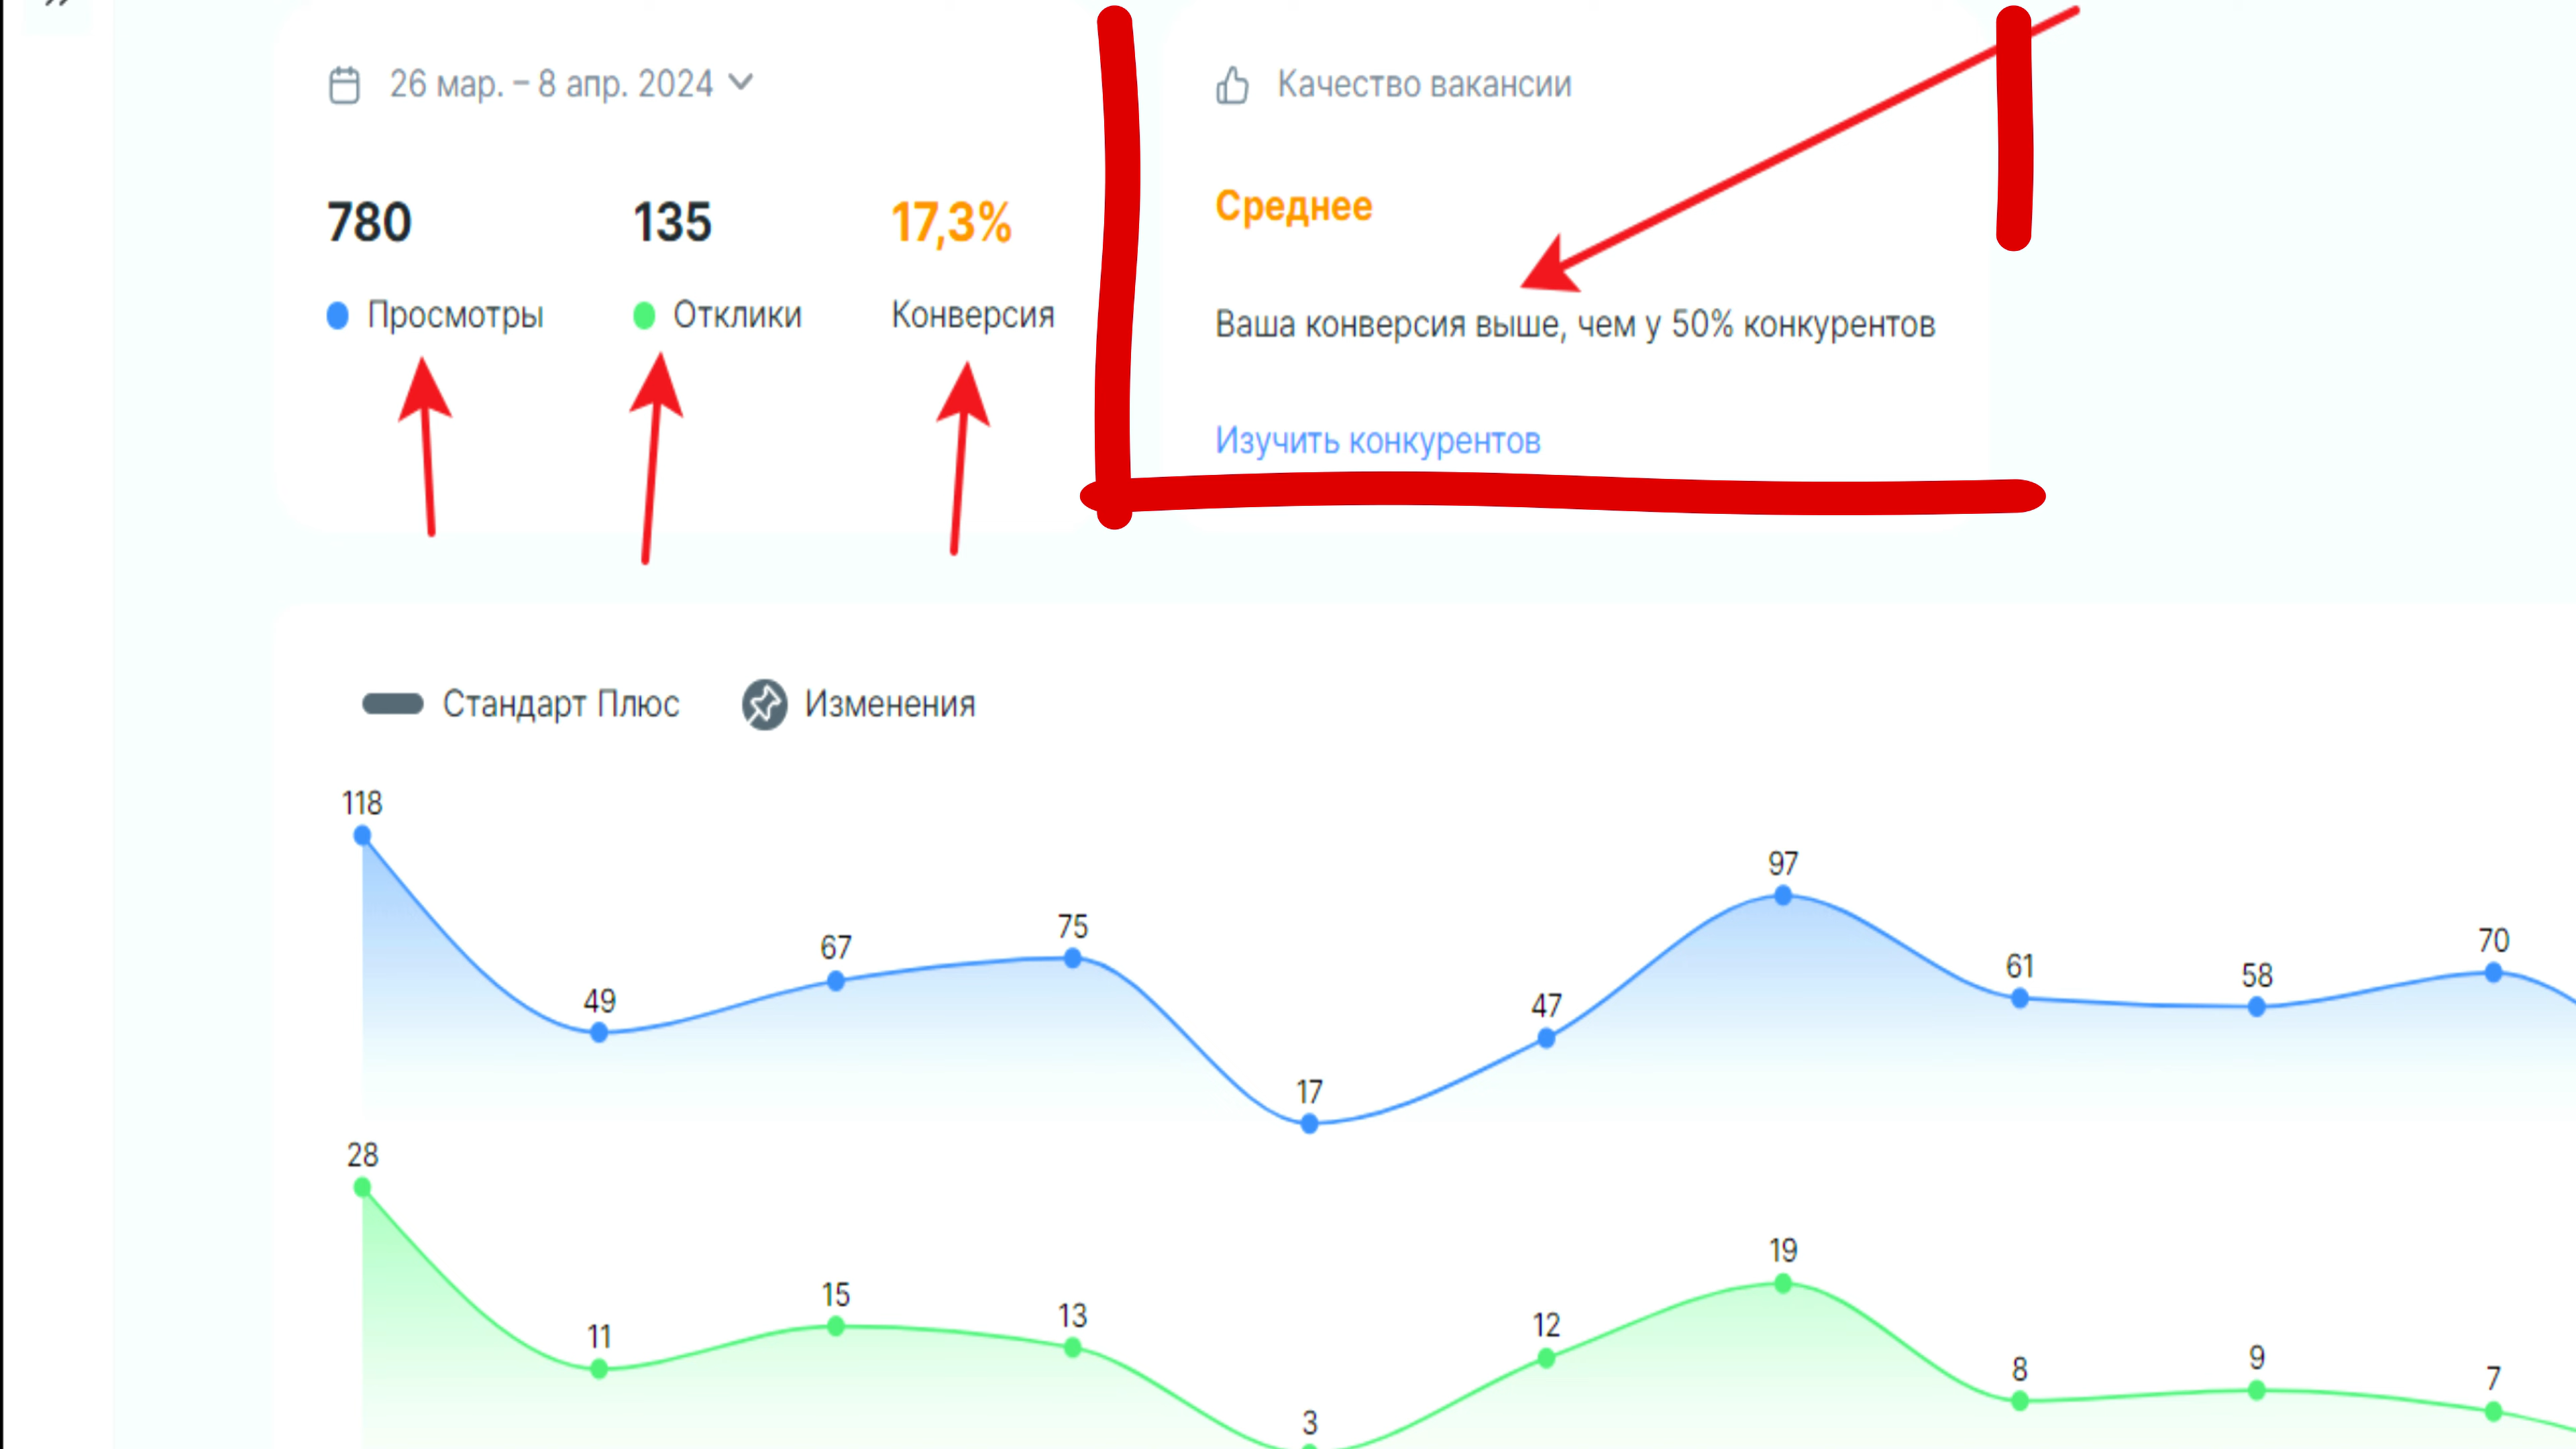 26 мар. – 8 апр. 2024
780 135 17,3%
Просмотры Отклики Конверсия
Качество вакансии
Среднее
Ваша конверсия выше, чем у 50% конкурентов
Изучить конкурентов
Стандарт Плюс Изменения
118 49 67 75 17 47 97 61 58 70
28 11 15 13 3 12 19 8 9 7